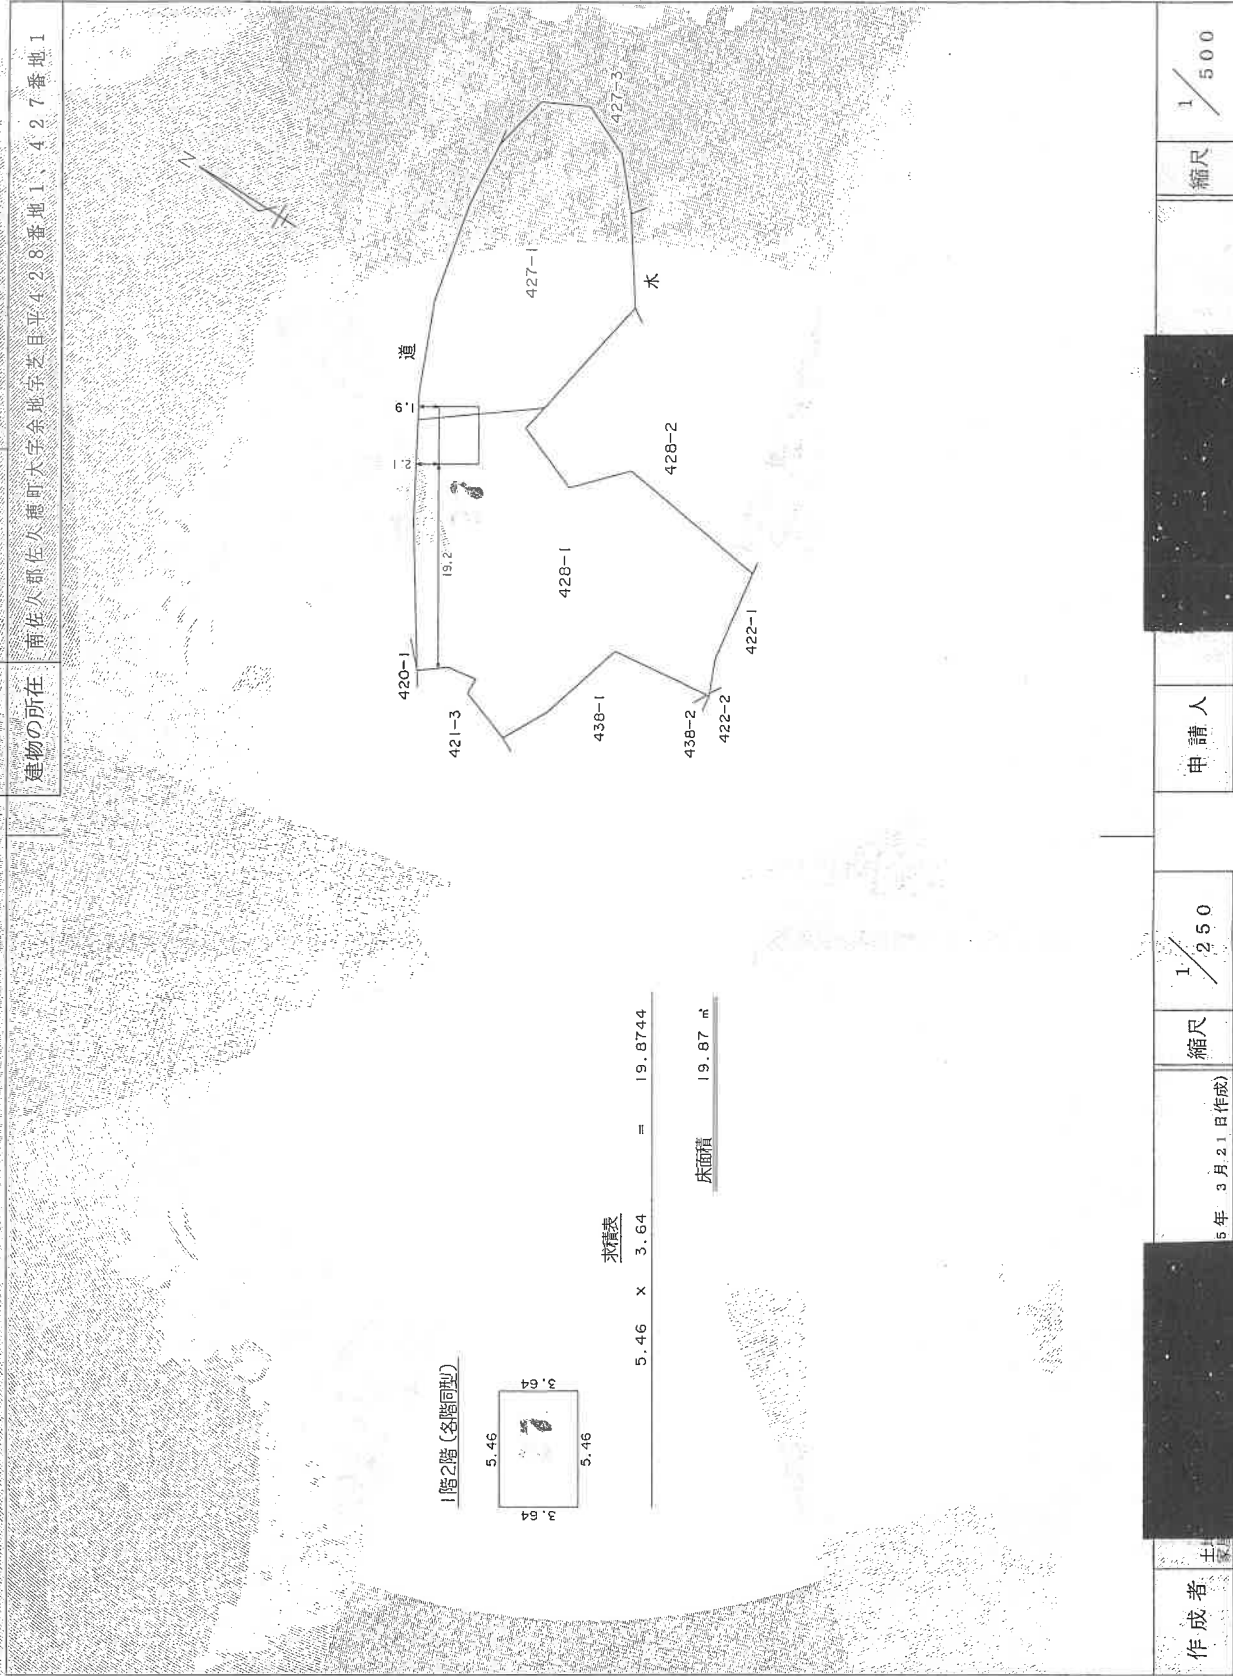 建物の所在
南佐久郡佐久穂町大字余地字芝目平428番地1、427番地1
1階2階（各階同型）
5.46
3.64
3.64
5.46
求積表
5.46 × 3.64 = 19.8744
床面積 19.87 ㎡
N
道
420-1
2.1
1.9
19.2
421-3
428-1
427-1
427-3
水
428-2
438-1
438-2
422-2
422-1
作成者
5年 3月 21日作成)
縮尺
1/250
申請人
縮尺
1/500